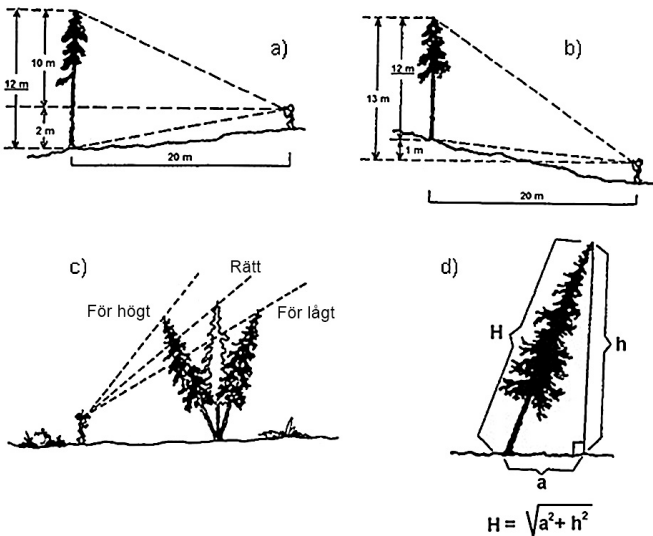 a)
10 m
12 m
2 m
20 m
b)
12 m
13 m
1 m
20 m
c)
Rätt
För högt
För lågt
d)
H
h
a
H = √a²+ h²